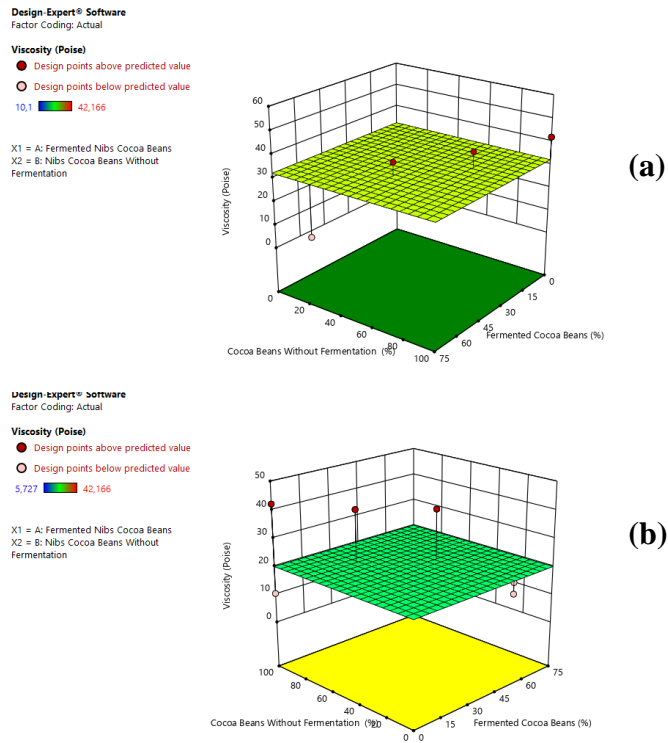 Design-Expert® Software
Factor Coding: Actual
Viscosity (Poise)
Design points above predicted value
Design points below predicted value
10,1 42,166
X1 = A: Fermented Nibs Cocoa Beans
X2 = B: Nibs Cocoa Beans Without
Fermentation
60
50
40
30
20
10
0
Viscosity (Poise)
0
20
40
60
80
100
Cocoa Beans Without Fermentation (%)
75
60
45
30
15
0
Fermented Cocoa Beans (%)
(a)
Design-Expert® Software
Factor Coding: Actual
Viscosity (Poise)
Design points above predicted value
Design points below predicted value
5,727 42,166
X1 = A: Fermented Nibs Cocoa Beans
X2 = B: Nibs Cocoa Beans Without
Fermentation
50
40
30
20
10
0
Viscosity (Poise)
100
80
60
40
20
0
Cocoa Beans Without Fermentation (%)
0
15
30
45
60
75
Fermented Cocoa Beans (%)
(b)